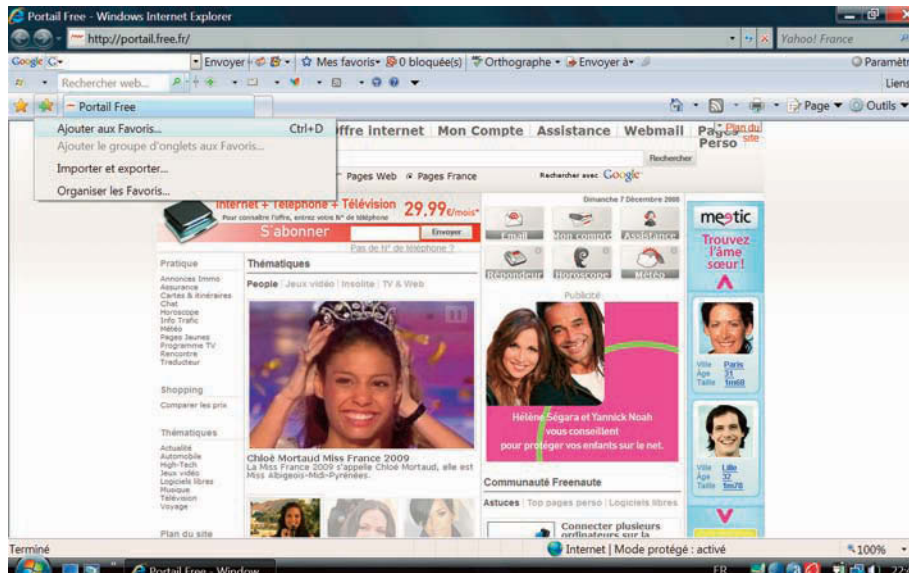 Portail Free - Windows Internet Explorer
http://portail.free.fr/
Yahoo! France
Google G
Envoyer
Mes favoris
0 bloquée(s)
Orthographe
Envoyer à
Paramètr
Rechercher web...
Liens
Portail Free
Page
Outils
Ajouter aux Favoris... Ctrl+D
Ajouter le groupe d'onglets aux Favoris...
Importer et exporter...
Organiser les Favoris...
ffre internet Mon Compte Assistance Webmail Pages Perso
Plan du
site
Rechercher
Pages Web Pages France
Rechercher avec Google
Dimanche 7 Décembre 2008
Internet + Téléphone + Télévision 29,99€/mois*
Pour connaître l'offre, entrez votre N° de téléphone
S'abonner
Envoyer
Pas de N° de téléphone ?
Email Mon compte Assistance
Répondeur Horoscope Météo
Publicité
Pratique
Annonces Immo
Assurance
Cartes & itinéraires
Chat
Horoscope
Info Trafic
Météo
Pages Jaunes
Programme TV
Rencontre
Traducteur
Shopping
Comparer les prix
Thématiques
Actualité
Automobile
High-Tech
Jeux vidéo
Logiciels libres
Musique
Télévision
Voyage
Plan du site
Thématiques
People Jeux vidéo Insolite TV & Web
Chloé Mortaud Miss France 2009
La Miss France 2009 s'appelle Chloé Mortaud, elle est
Miss Albigeois-Midi-Pyrénées.
Hélène Ségara et Yannick Noah
vous conseillent
pour protéger vos enfants sur le net.
Communauté Freenaute
Astuces Top pages perso Logiciels libres
Connecter plusieurs
ordinateurs sur la
meetic
Trouvez
l'âme
sœur !
Ville Paris
Age 31
Taille 1m60
Ville Lille
Age 32
Taille 1m78
Terminé
Internet | Mode protégé : activé
100%
Portail Free - Window...
FR